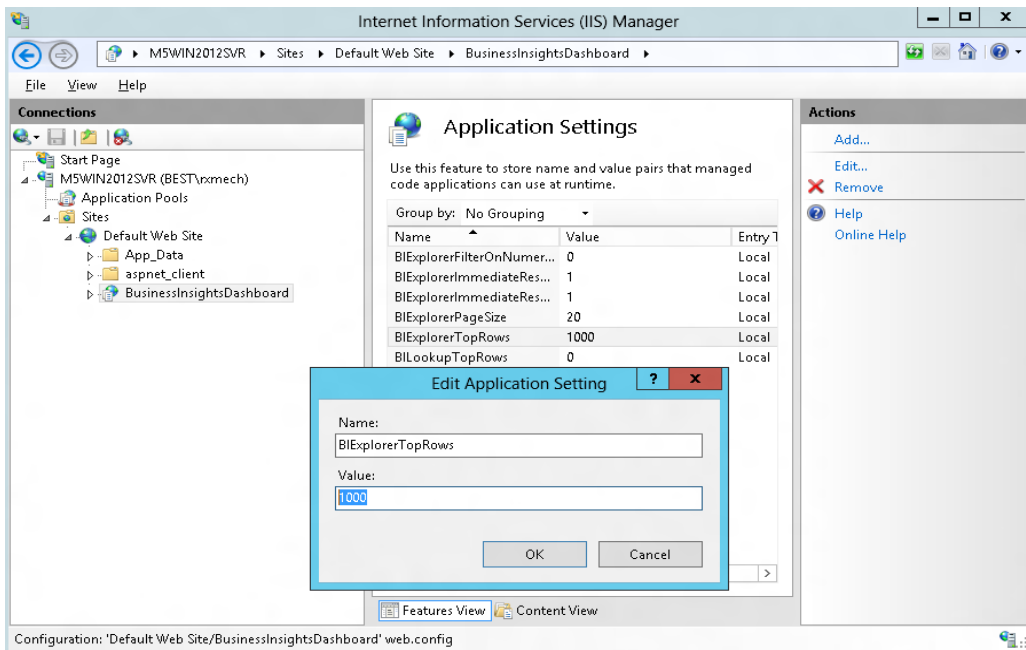 Internet Information Services (IIS) Manager
M5WIN2012SVR Sites Default Web Site BusinessInsightsDashboard
File View Help
Connections
Start Page
M5WIN2012SVR (BEST\rxmech)
Application Pools
Sites
Default Web Site
App_Data
aspnet_client
BusinessInsightsDashboard
Application Settings
Use this feature to store name and value pairs that managed
code applications can use at runtime.
Group by: No Grouping
Name Value Entry T
BIExplorerFilterOnNumer... 0 Local
BIExplorerImmediateRes... 1 Local
BIExplorerImmediateRes... 1 Local
BIExplorerPageSize 20 Local
BIExplorerTopRows 1000 Local
BILookupTopRows 0 Local
Edit Application Setting ? x
Name:
BIExplorerTopRows
Value:
1000
OK Cancel
Features View Content View
Actions
Add...
Edit...
Remove
Help
Online Help
Configuration: 'Default Web Site/BusinessInsightsDashboard' web.config